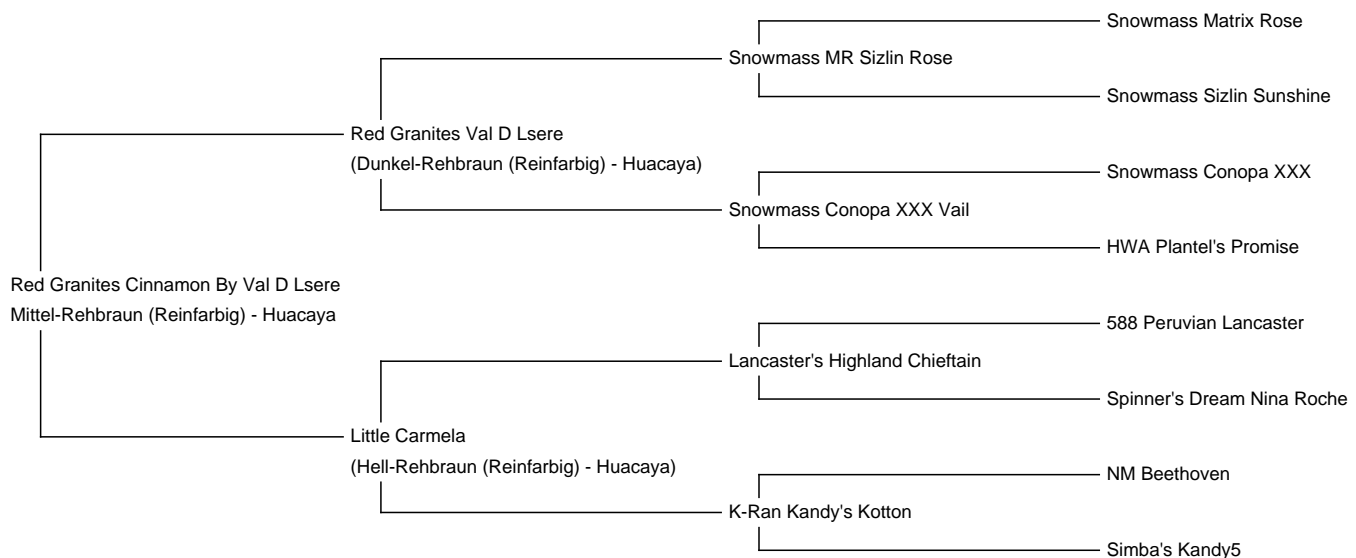 Snowmass Matrix Rose
Snowmass MR Sizlin Rose
Snowmass Sizlin Sunshine
Red Granites Val D Lsere
(Dunkel-Rehbraun (Reinfarbig) - Huacaya)
Snowmass Conopa XXX
Snowmass Conopa XXX Vail
HWA Plantel's Promise
Red Granites Cinnamon By Val D Lsere
Mittel-Rehbraun (Reinfarbig) - Huacaya
588 Peruvian Lancaster
Lancaster's Highland Chieftain
Spinner's Dream Nina Roche
Little Carmela
(Hell-Rehbraun (Reinfarbig) - Huacaya)
NM Beethoven
K-Ran Kandy's Kotton
Simba's Kandy5